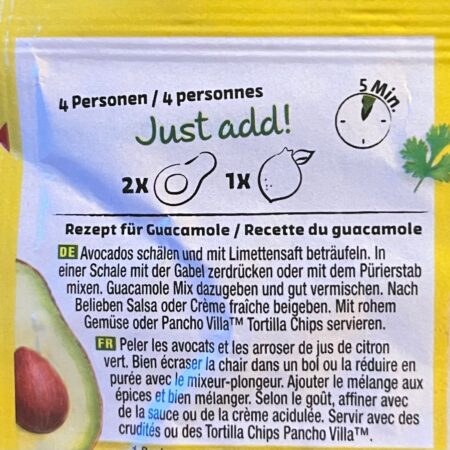 4 Personen / 4 personnes
5 Min.
Just add!
2x
1x
Rezept für Guacamole / Recette du guacamole
DE Avocados schälen und mit Limettensaft beträufeln. In
einer Schale mit der Gabel zerdrücken oder mit dem Pürierstab
mixen. Guacamole Mix dazugeben und gut vermischen. Nach
Belieben Salsa oder Crème fraîche beigeben. Mit rohem
Gemüse oder Pancho Villa™ Tortilla Chips servieren.
FR Peler les avocats et les arroser de jus de citron
vert. Bien écraser la chair dans un bol ou la réduire en
purée avec le mixeur-plongeur. Ajouter le mélange aux
épices et bien mélanger. Selon le goût, affiner avec
de la sauce ou de la crème acidulée. Servir avec des
crudités ou des Tortilla Chips Pancho Villa™.